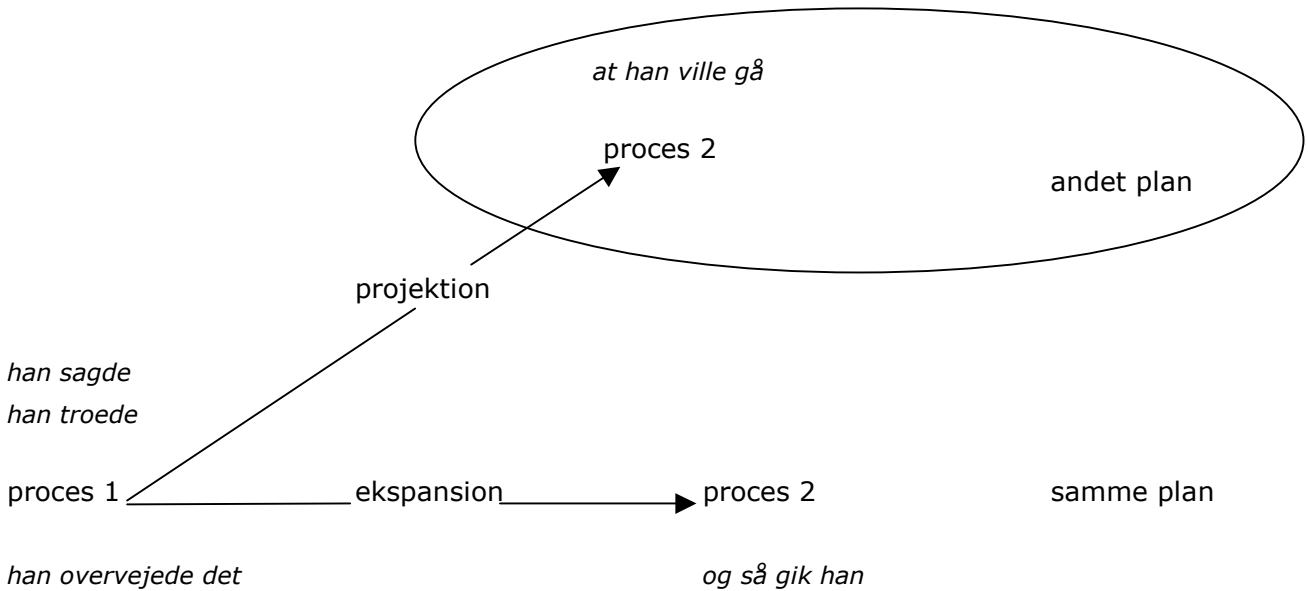 at han ville gå
proces 2
andet plan
projektion
han sagde
han troede
proces 1 ekspansion proces 2 samme plan
han overvejede det og så gik han